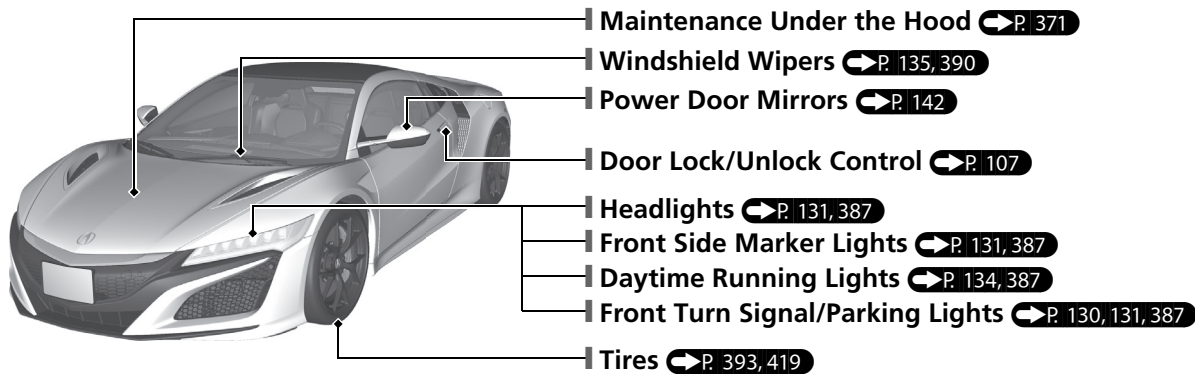 Maintenance Under the Hood P. 371
Windshield Wipers P. 135, 390
Power Door Mirrors P. 142
Door Lock/Unlock Control P. 107
Headlights P. 131, 387
Front Side Marker Lights P. 131, 387
Daytime Running Lights P. 134, 387
Front Turn Signal/Parking Lights P. 130, 131, 387
Tires P. 393, 419